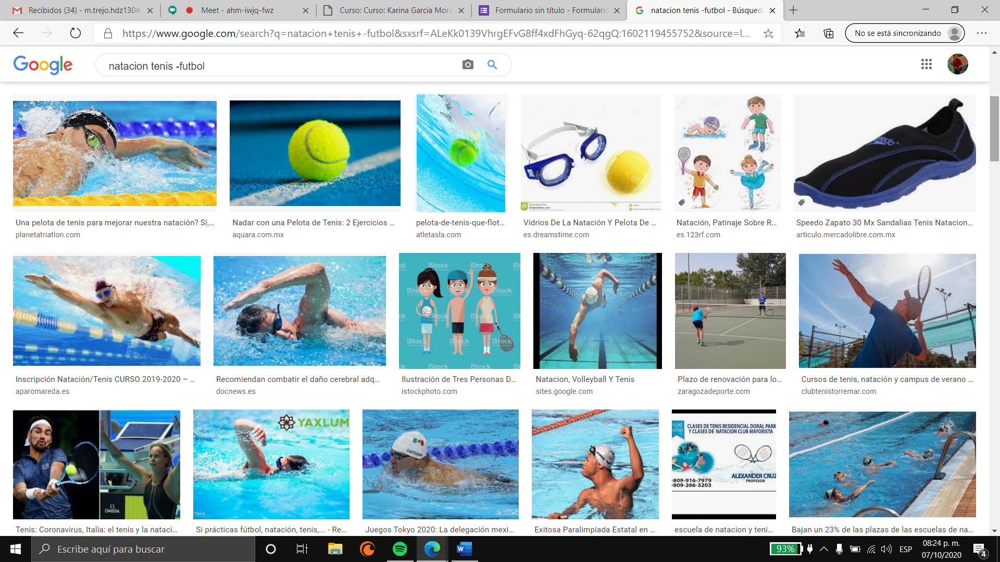 Recibidos (34) - m.trejo.hdz1304
Meet - ahm-iwjq-fwz
Curso: Curso: Karina Garcia Mora
Formulario sin título - Formulario
natacion tenis -futbol - Búsqued
https://www.google.com/search?q=natacion+tenis+-futbol&sxsrf=ALeKk0139VhrgEFvG8ff4xdFhGyq-62qgQ:1602119455752&source=l...
No se está sincronizando
Google
natacion tenis -futbol
Una pelota de tenis para mejorar nuestra natación? Sí,...
planetatriatlon.com
Nadar con una Pelota de Tenis: 2 Ejercicios ...
aquara.com.mx
pelota-de-tenis-que-flot...
atletasla.com
Vidrios De La Natación Y Pelota De ...
es.dreamstime.com
Natación, Patinaje Sobre R...
es.123rf.com
Speedo Zapato 30 Mx Sandalias Tenis Natacion...
articulo.mercadolibre.com.mx
iStock
iStock
iStock
iStock
Inscripción Natación/Tenis CURSO 2019-2020 – ...
aparomareda.es
Recomiendan combatir el daño cerebral adq...
docnews.es
Ilustración de Tres Personas D...
istockphoto.com
Natacion, Volleyball Y Tenis
sites.google.com
Plazo de renovación para lo...
zaragozadeporte.com
Cursos de tenis, natación y campus de verano ...
clubtenistorremar.com
OMEGA
YAXLUM
TAHA
CLASES DE TENIS RESIDENCIAL DORAL PARK
Y CLASES DE NATACION CLUB MAYORISTA
809-916-7979
809-266-3203
ALEXANDER CRUZ
PROFESOR
Tenis: Coronavirus, Italia: el tenis y la nataci...
Si prácticas fútbol, natación, tenis,... - Re...
Juegos Tokyo 2020: La delegación mexi...
Exitosa Paralimpiada Estatal en ...
escuela de natacion y teni...
Bajan un 23% de las plazas de las escuelas de na...
Escribe aquí para buscar
93%
ESP
08:24 p. m.
07/10/2020
4